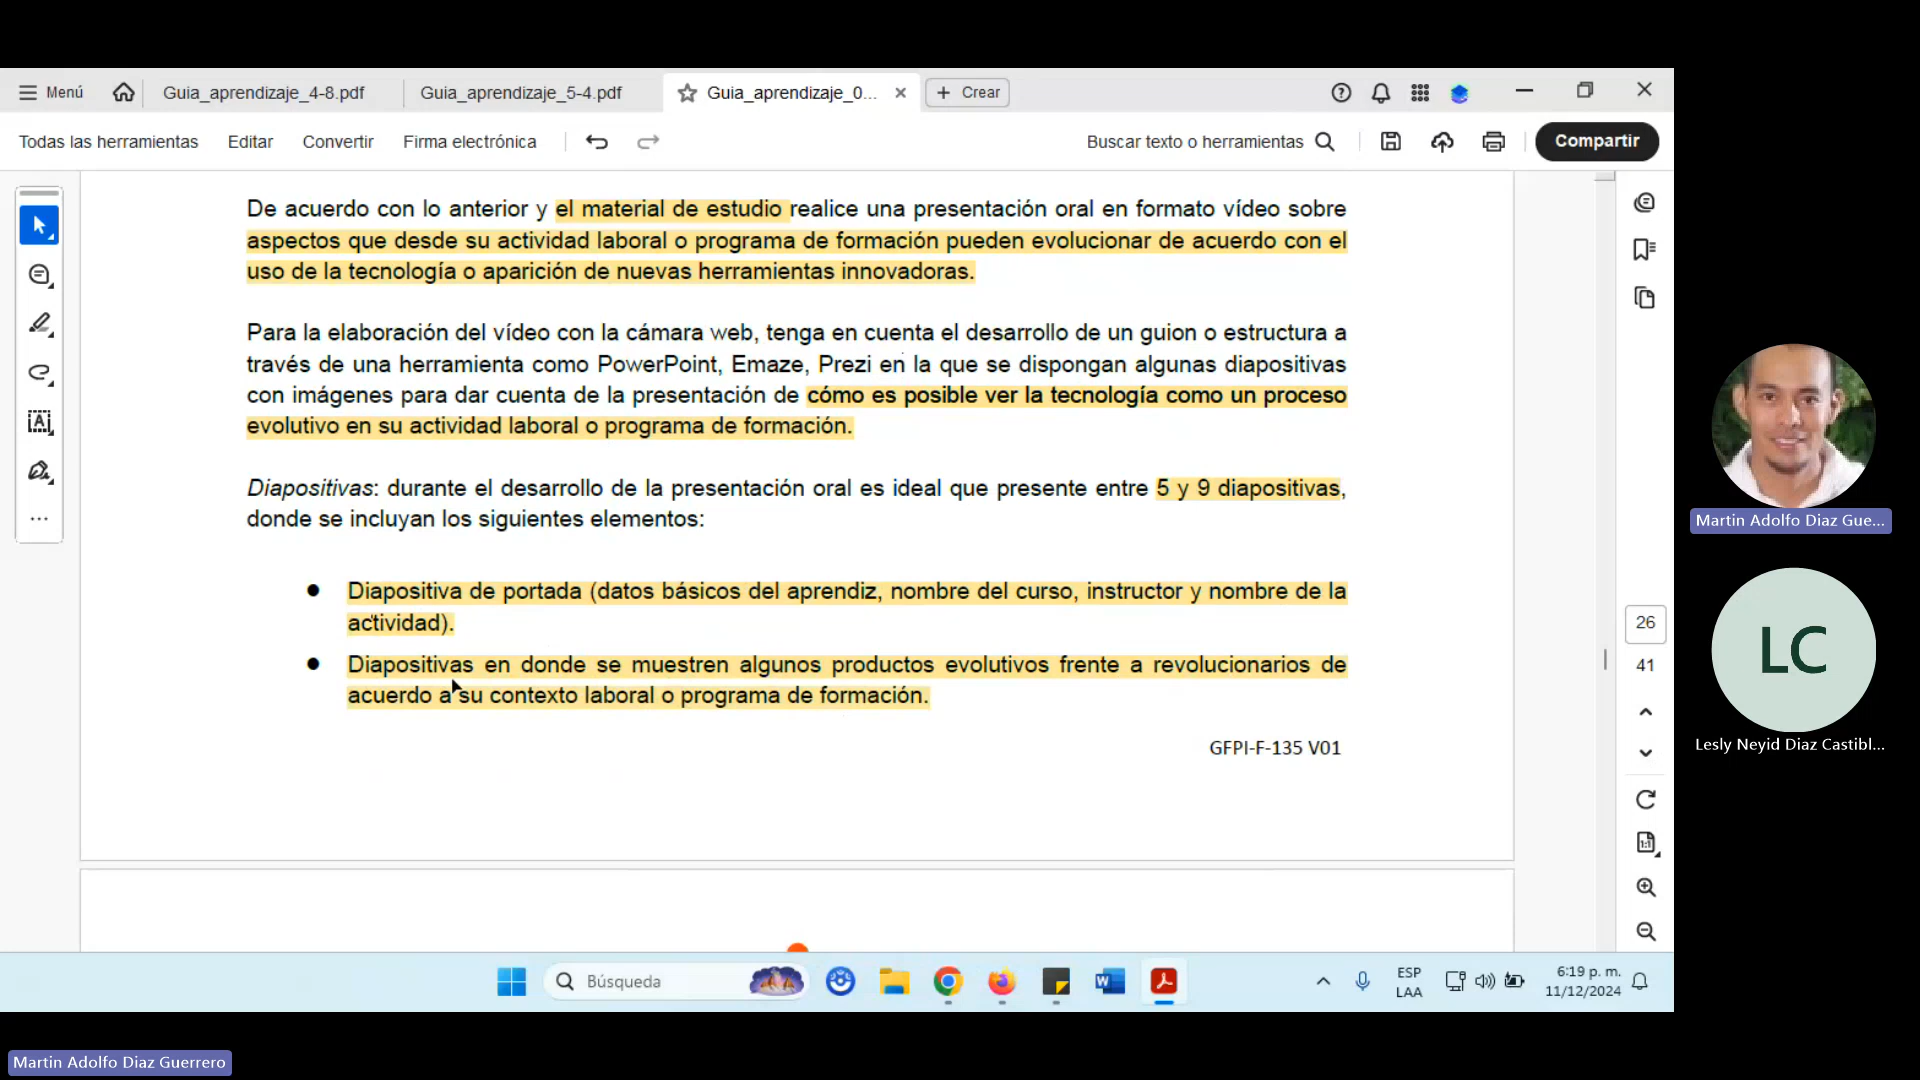 Menú
Guia_aprendizaje_4-8.pdf
Guia_aprendizaje_5-4.pdf
Guia_aprendizaje_0...
Crear
Todas las herramientas
Editar
Convertir
Firma electrónica
Buscar texto o herramientas
Compartir
De acuerdo con lo anterior y el material de estudio realice una presentación oral en formato vídeo sobre
aspectos que desde su actividad laboral o programa de formación pueden evolucionar de acuerdo con el
uso de la tecnología o aparición de nuevas herramientas innovadoras.
Para la elaboración del vídeo con la cámara web, tenga en cuenta el desarrollo de un guion o estructura a
través de una herramienta como PowerPoint, Emaze, Prezi en la que se dispongan algunas diapositivas
con imágenes para dar cuenta de la presentación de cómo es posible ver la tecnología como un proceso
evolutivo en su actividad laboral o programa de formación.
Diapositivas: durante el desarrollo de la presentación oral es ideal que presente entre 5 y 9 diapositivas,
donde se incluyan los siguientes elementos:
● Diapositiva de portada (datos básicos del aprendiz, nombre del curso, instructor y nombre de la
actividad).
● Diapositivas en donde se muestren algunos productos evolutivos frente a revolucionarios de
acuerdo a su contexto laboral o programa de formación.
GFPI-F-135 V01
26
41
1:1
Martin Adolfo Diaz Gue...
LC
Lesly Neyid Diaz Castibl...
Búsqueda
ESP
LAA
6:19 p. m.
11/12/2024
Martin Adolfo Diaz Guerrero